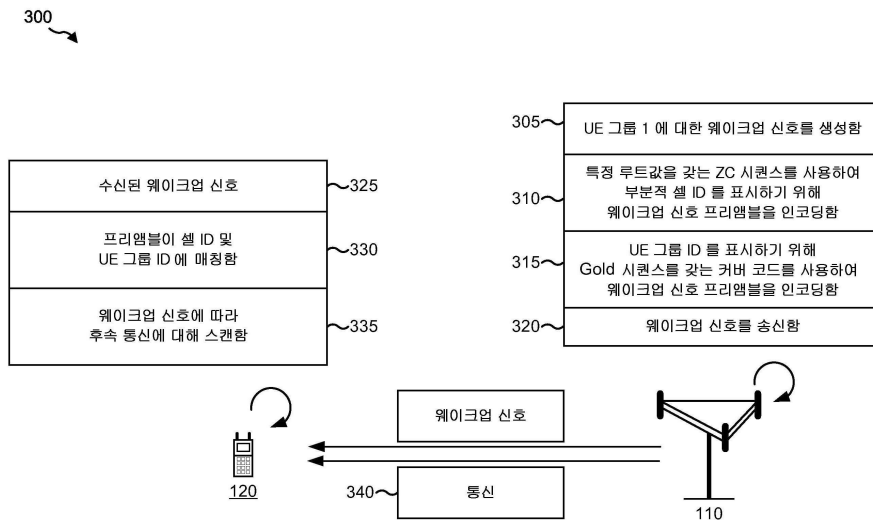 300
305
UE 그룹 1 에 대한 웨이크업 신호를 생성함
310
특정 루트값을 갖는 ZC 시퀀스를 사용하여
부분적 셀 ID 를 표시하기 위해
웨이크업 신호 프리앰블을 인코딩함
315
UE 그룹 ID 를 표시하기 위해
Gold 시퀀스를 갖는 커버 코드를 사용하여
웨이크업 신호 프리앰블을 인코딩함
320
웨이크업 신호를 송신함
수신된 웨이크업 신호
325
프리앰블이 셀 ID 및
UE 그룹 ID 에 매칭함
330
웨이크업 신호에 따라
후속 통신에 대해 스캔함
335
웨이크업 신호
340
통신
120
110